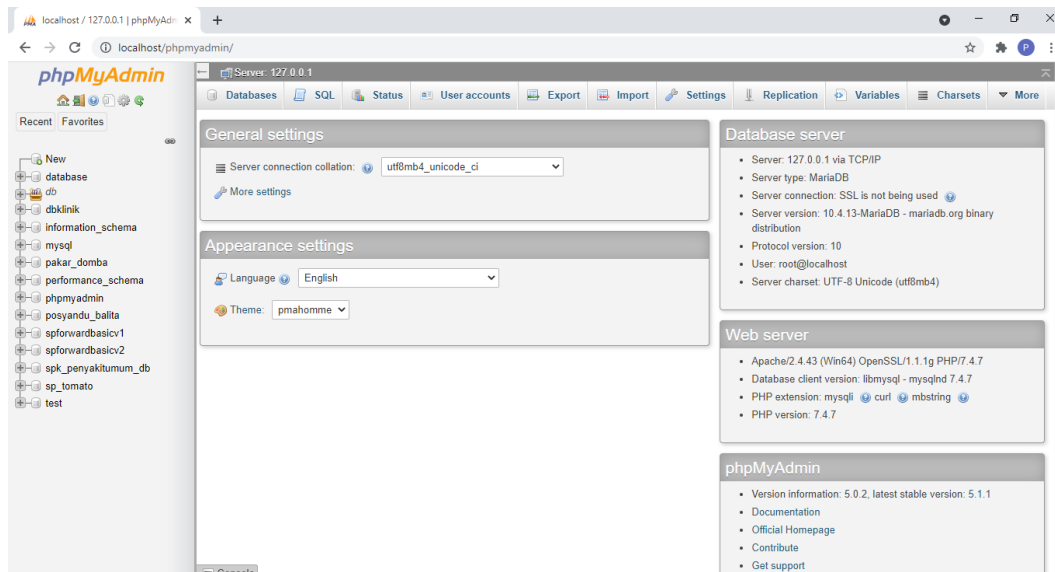 localhost / 127.0.0.1 | phpMyAdm
localhost/phpmyadmin/
P
phpMyAdmin
Recent Favorites
New
database
db
dbklinik
information_schema
mysql
pakar_domba
performance_schema
phpmyadmin
posyandu_balita
spforwardbasicv1
spforwardbasicv2
spk_penyakitumum_db
sp_tomato
test
Server: 127.0.0.1
Databases SQL Status User accounts Export Import Settings Replication Variables Charsets More
General settings
Server connection collation: utf8mb4_unicode_ci
More settings
Appearance settings
Language English
Theme: pmahomme
Database server
Server: 127.0.0.1 via TCP/IP
Server type: MariaDB
Server connection: SSL is not being used
Server version: 10.4.13-MariaDB - mariadb.org binary
distribution
Protocol version: 10
User: root@localhost
Server charset: UTF-8 Unicode (utf8mb4)
Web server
Apache/2.4.43 (Win64) OpenSSL/1.1.1g PHP/7.4.7
Database client version: libmysql - mysqlnd 7.4.7
PHP extension: mysqli curl mbstring
PHP version: 7.4.7
phpMyAdmin
Version information: 5.0.2, latest stable version: 5.1.1
Documentation
Official Homepage
Contribute
Get support
Console